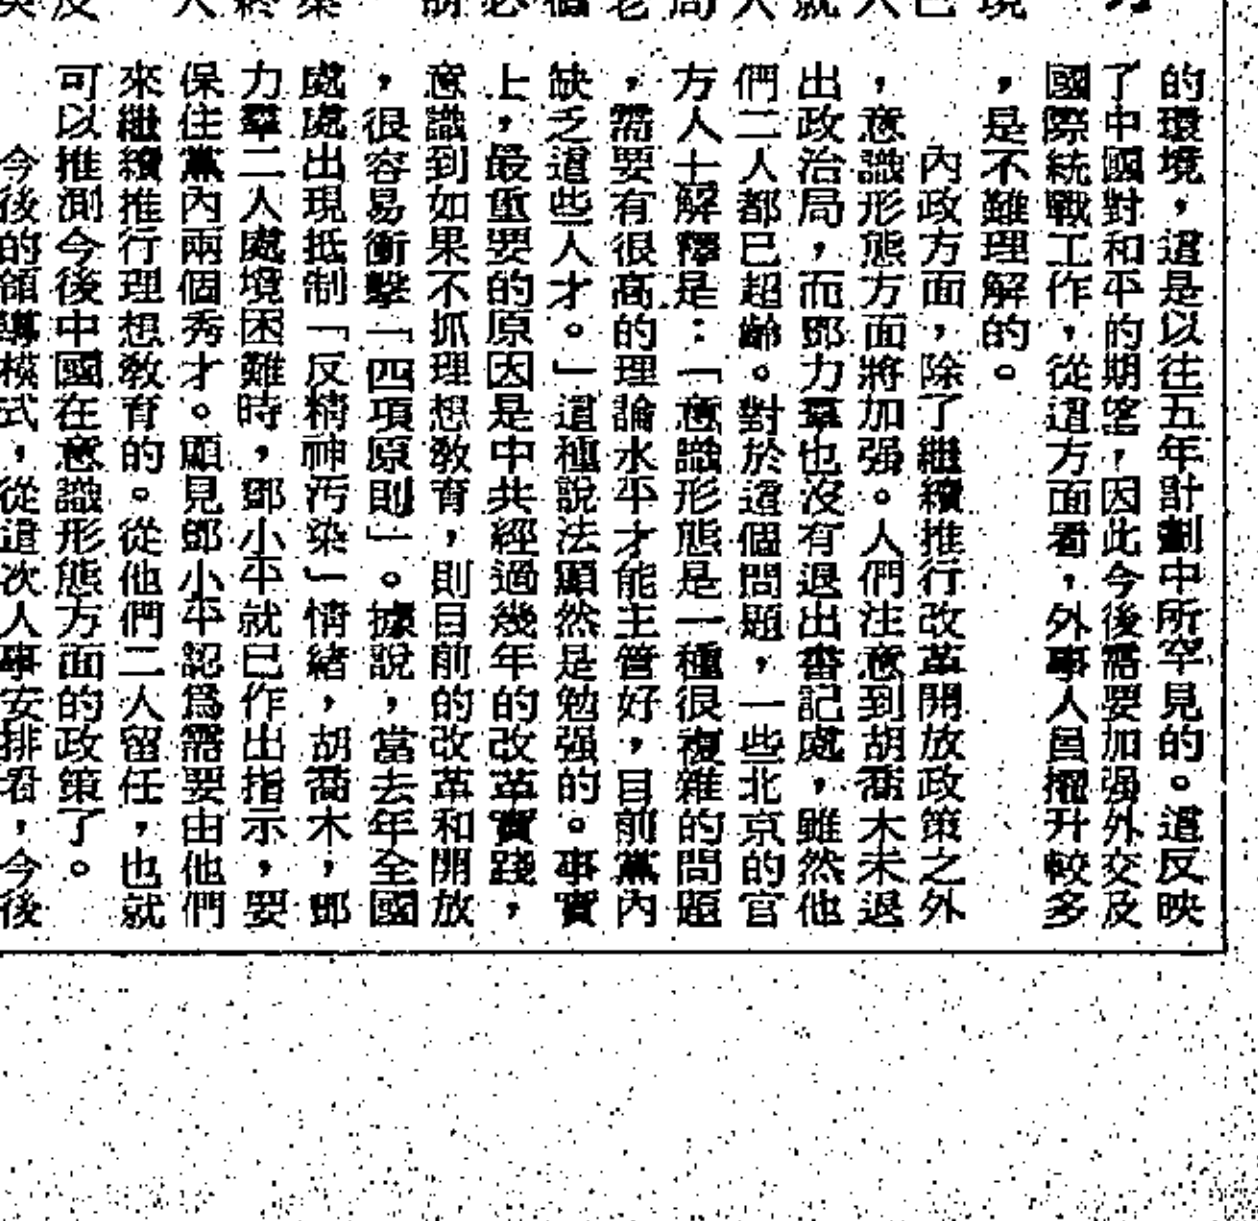 的環境，這是以往五年計劃中所罕見的。這反映
了中國對和平的期望，因此今後需要加强外交及
國際統戰工作，從這方面看，外事人員擢升較多
，是不難理解的。
內政方面，除了繼續推行改革開放政策之外
，意識形態方面將加强。人們注意到胡喬木未退
出政治局，而鄧力羣也沒有退出書記處，雖然他
們二人都已超齡。對於這個問題，一些北京的官
方人士解釋是：「意識形態是一種很複雜的問題
，需要有很高的理論水平才能主管好，目前黨內
缺乏這些人才。」這種說法顯然是勉强的。事實
上，最重要的原因是中共經過幾年的改革實踐，
意識到如果不抓理想敎育，則目前的改革和開放
，很容易衝擊「四項原則」。據說，當去年全國
處處出現抵制「反精神汚染」情緒，胡喬木，鄧
力羣二人處境困難時，鄧小平就已作出指示，要
保住黨內兩個秀才。顯見鄧小平認爲需要由他們
來繼續推行理想敎育的。從他們二人留任，也就
可以推測今後中國在意識形態方面的政策了。
今後的領導模式，從這次人事安排看，今後